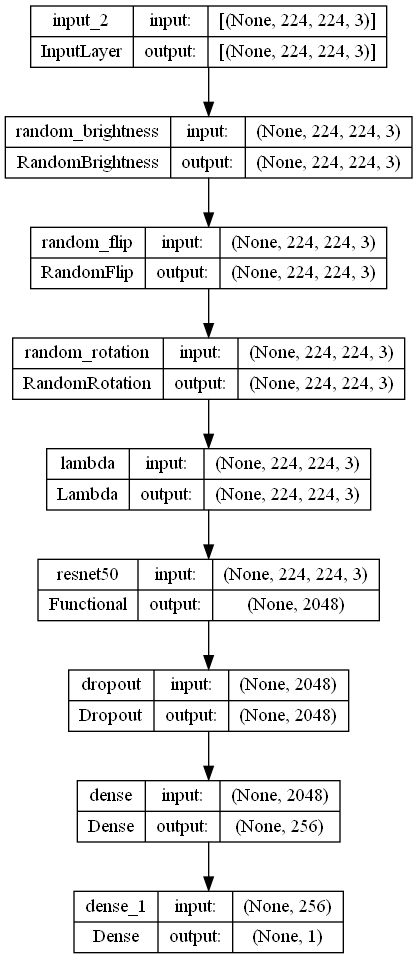 input_2 input: [(None, 224, 224, 3)]
InputLayer output: [(None, 224, 224, 3)]
random_brightness input: (None, 224, 224, 3)
RandomBrightness output: (None, 224, 224, 3)
random_flip input: (None, 224, 224, 3)
RandomFlip output: (None, 224, 224, 3)
random_rotation input: (None, 224, 224, 3)
RandomRotation output: (None, 224, 224, 3)
lambda input: (None, 224, 224, 3)
Lambda output: (None, 224, 224, 3)
resnet50 input: (None, 224, 224, 3)
Functional output: (None, 2048)
dropout input: (None, 2048)
Dropout output: (None, 2048)
dense input: (None, 2048)
Dense output: (None, 256)
dense_1 input: (None, 256)
Dense output: (None, 1)